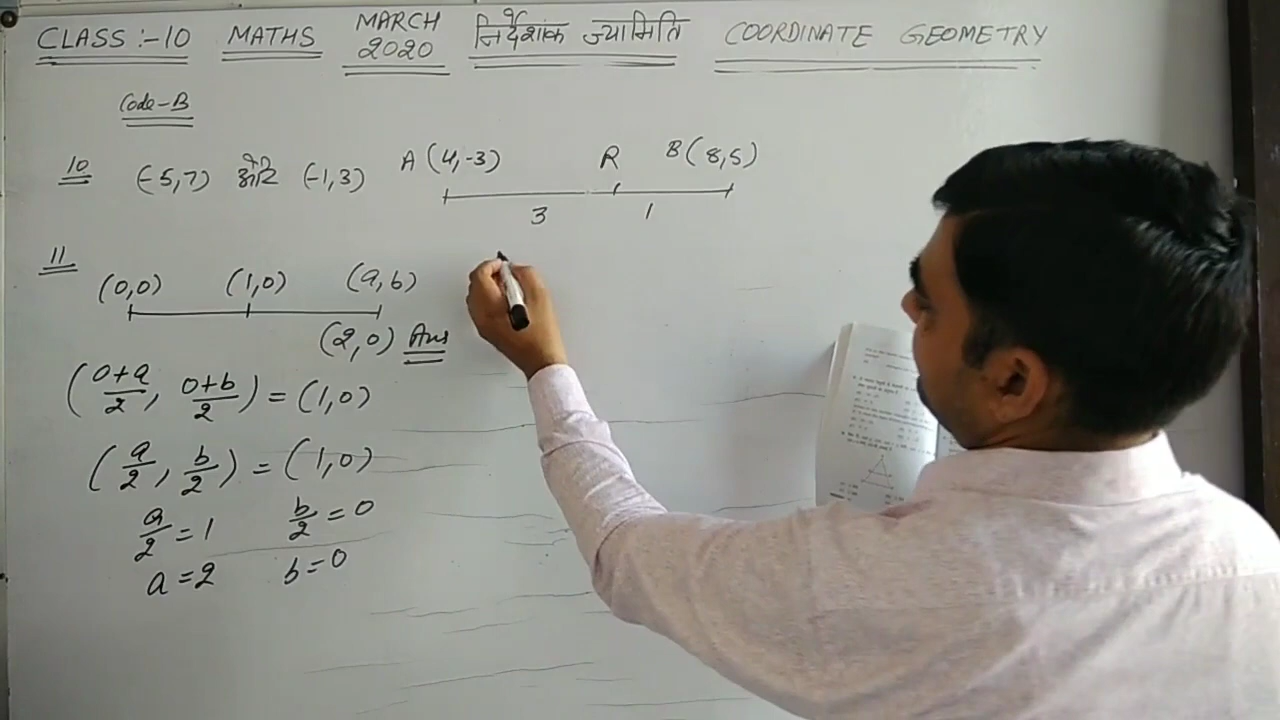 CLASS :- 10 MATHS MARCH 2020 निर्देशांक ज्यामिति COORDINATE GEOMETRY
Code-B
10 (-5,7) और (-1,3)
A(4,-3) R B(8,5)
3 1
11
(0,0) (1,0) (a,b)
(2,0) Ans
(0+a/2, 0+b/2) = (1,0)
(a/2, b/2) = (1,0)
a/2 = 1 b/2 = 0
a = 2 b = 0